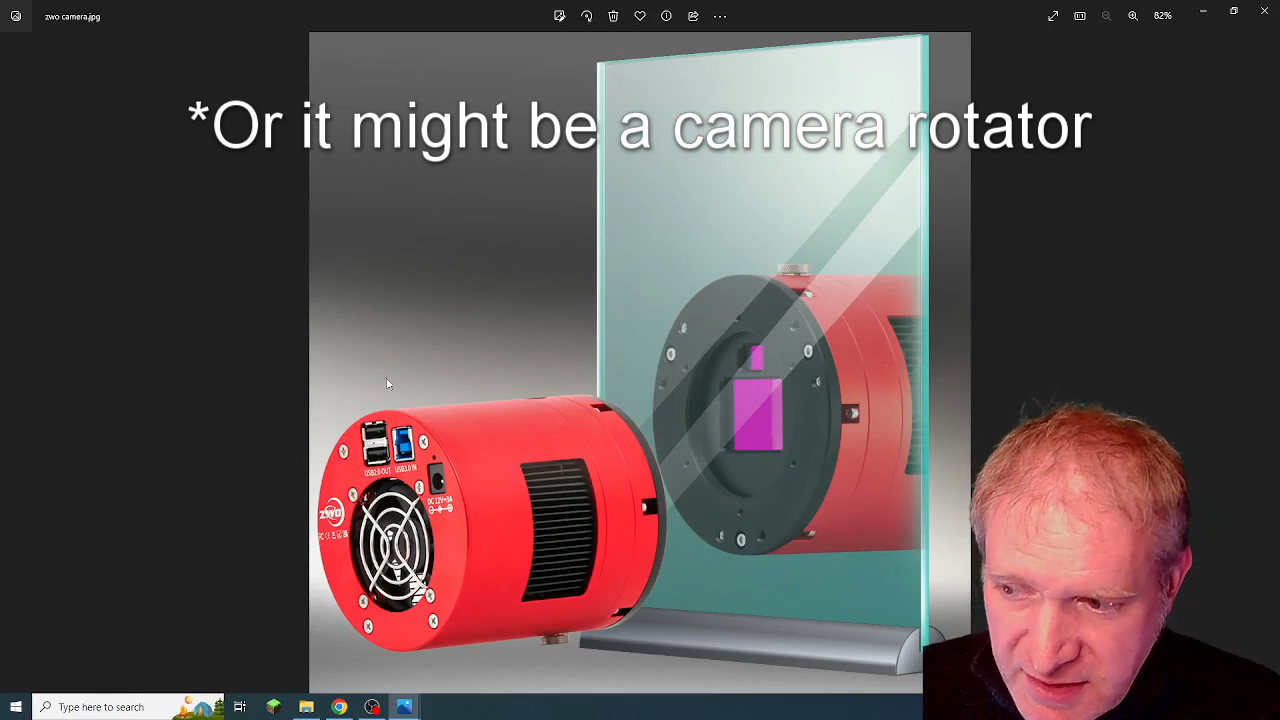 zwo camera.jpg
82%
*Or it might be a camera rotator
USB2.0 OUT
USB3.0 IN
DC 12V⎓3A
ZWO
Type here to search